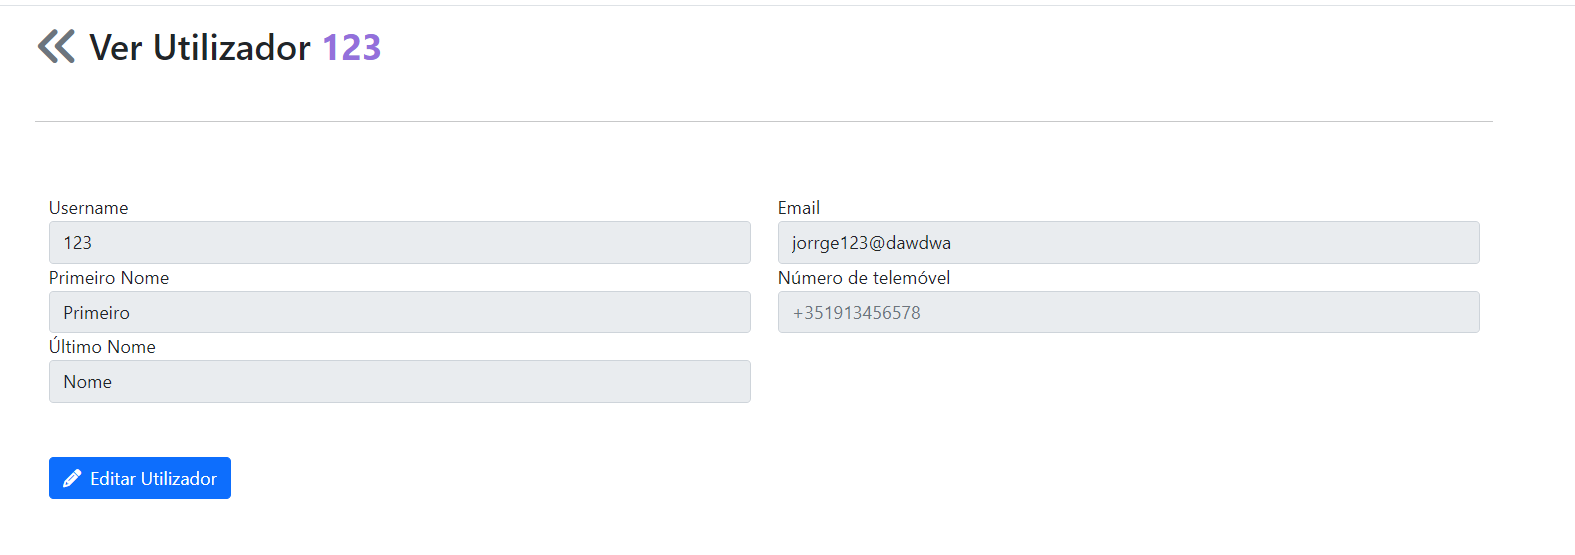 Ver Utilizador 123
Username
123
Email
jorrge123@dawdwa
Primeiro Nome
Primeiro
Número de telemóvel
+351913456578
Último Nome
Nome
Editar Utilizador